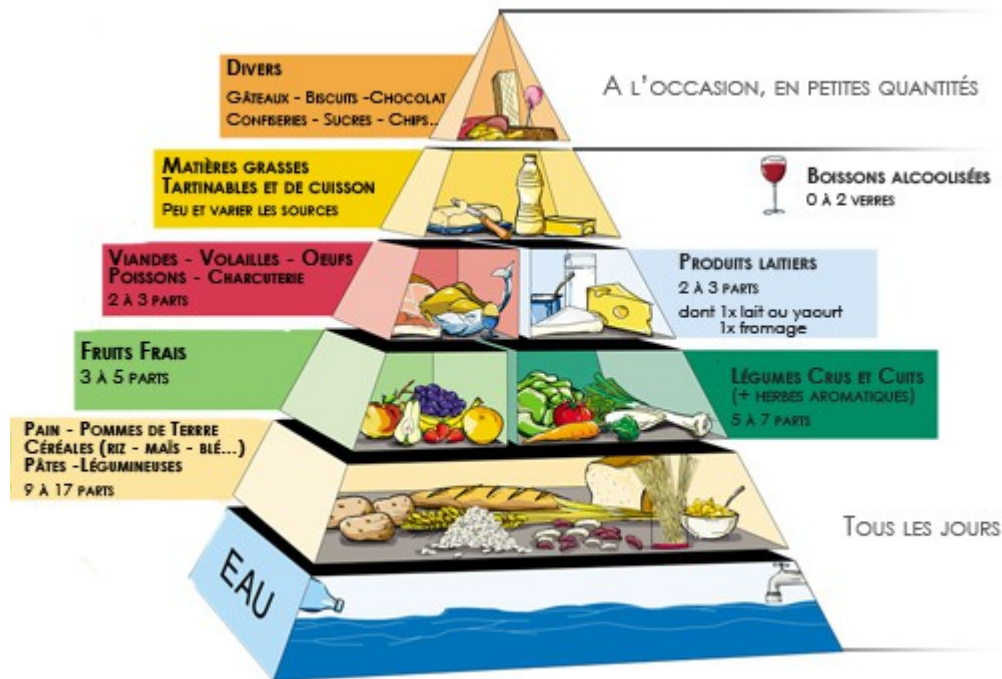 DIVERS
GÂTEAUX - BISCUITS -CHOCOLAT
CONFISERIES - SUCRES - CHIPS...
A L'OCCASION, EN PETITES QUANTITÉS
MATIÈRES GRASSES
TARTINABLES ET DE CUISSON
PEU ET VARIER LES SOURCES
BOISSONS ALCOOLISÉES
0 À 2 VERRES
VIANDES - VOLAILLES - OEUFS
POISSONS - CHARCUTERIE
2 À 3 PARTS
PRODUITS LAITIERS
2 À 3 PARTS
dont 1x lait ou yaourt
1x fromage
FRUITS FRAIS
3 À 5 PARTS
LÉGUMES CRUS ET CUITS
(+ HERBES AROMATIQUES)
5 À 7 PARTS
PAIN - POMMES DE TERRRE
CÉRÉALES (RIZ - MAÏS - BLÉ...)
PÂTES -LÉGUMINEUSES
9 À 17 PARTS
TOUS LES JOURS
EAU